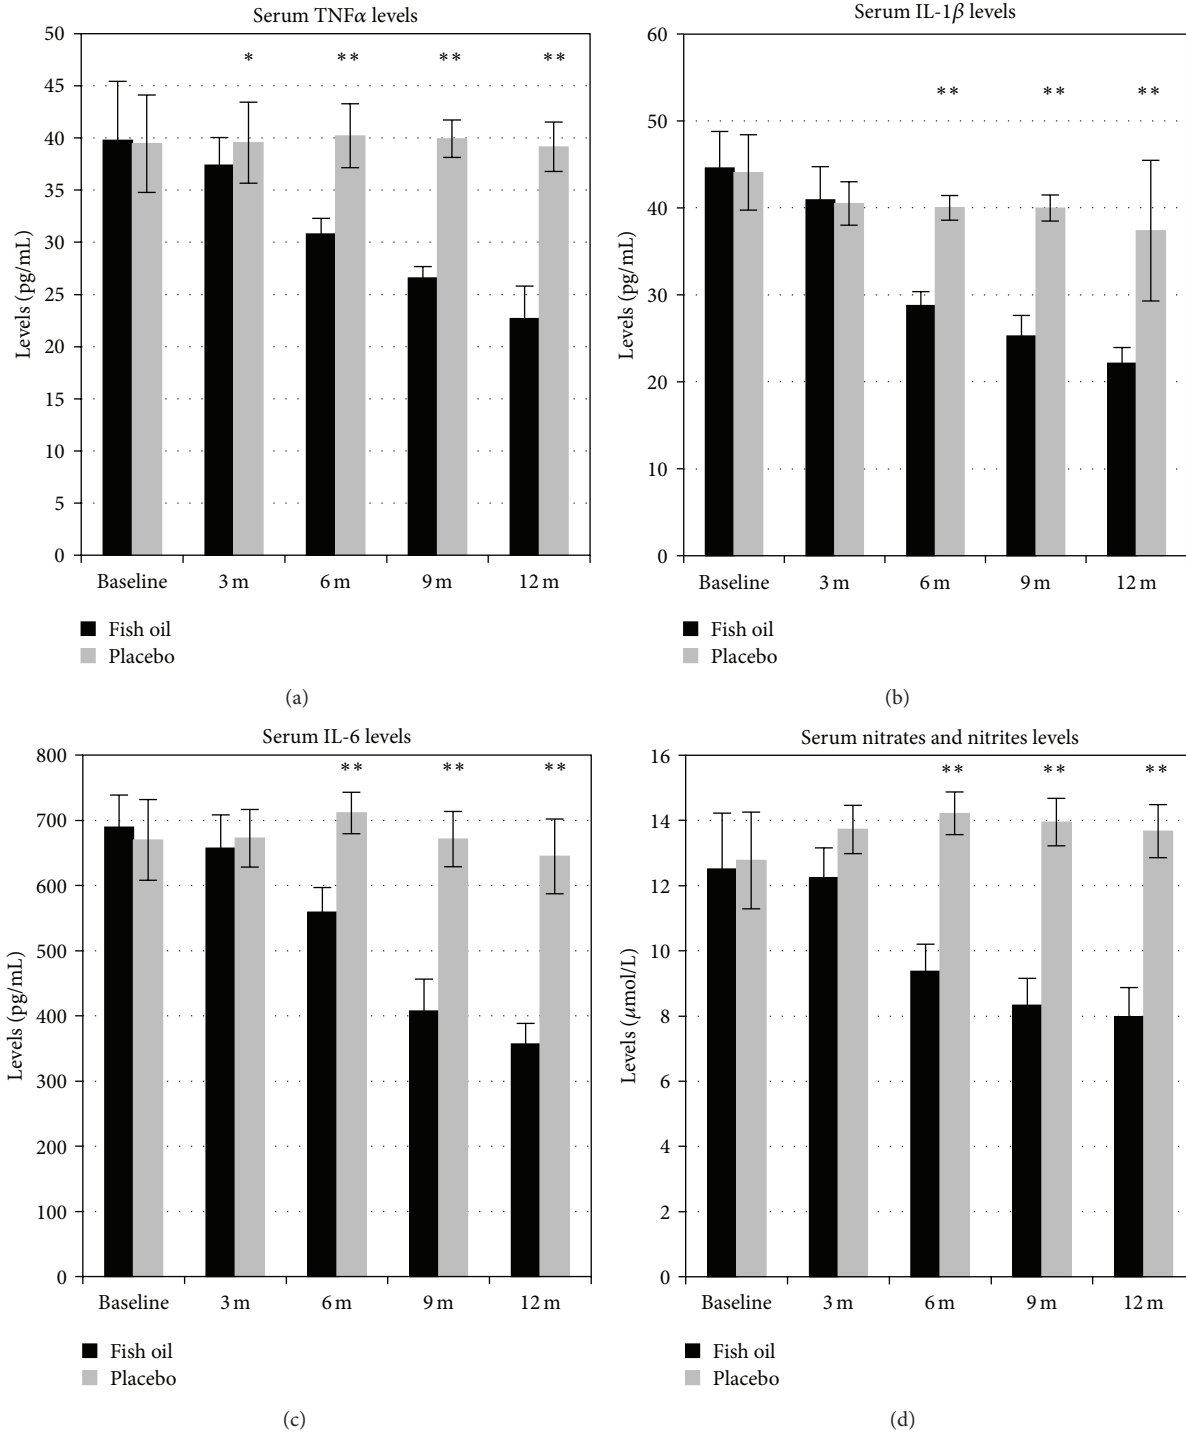 Serum TNFα levels
Levels (pg/mL)
50
45
40
35
30
25
20
15
10
5
0
* ** ** **
Baseline 3 m 6 m 9 m 12 m
Fish oil
Placebo
(a)
Serum IL-1β levels
Levels (pg/mL)
60
50
40
30
20
10
0
** ** **
Baseline 3 m 6 m 9 m 12 m
Fish oil
Placebo
(b)
Serum IL-6 levels
Levels (pg/mL)
800
700
600
500
400
300
200
100
0
** ** **
Baseline 3 m 6 m 9 m 12 m
Fish oil
Placebo
(c)
Serum nitrates and nitrites levels
Levels (μmol/L)
16
14
12
10
8
6
4
2
0
** ** **
Baseline 3 m 6 m 9 m 12 m
Fish oil
Placebo
(d)